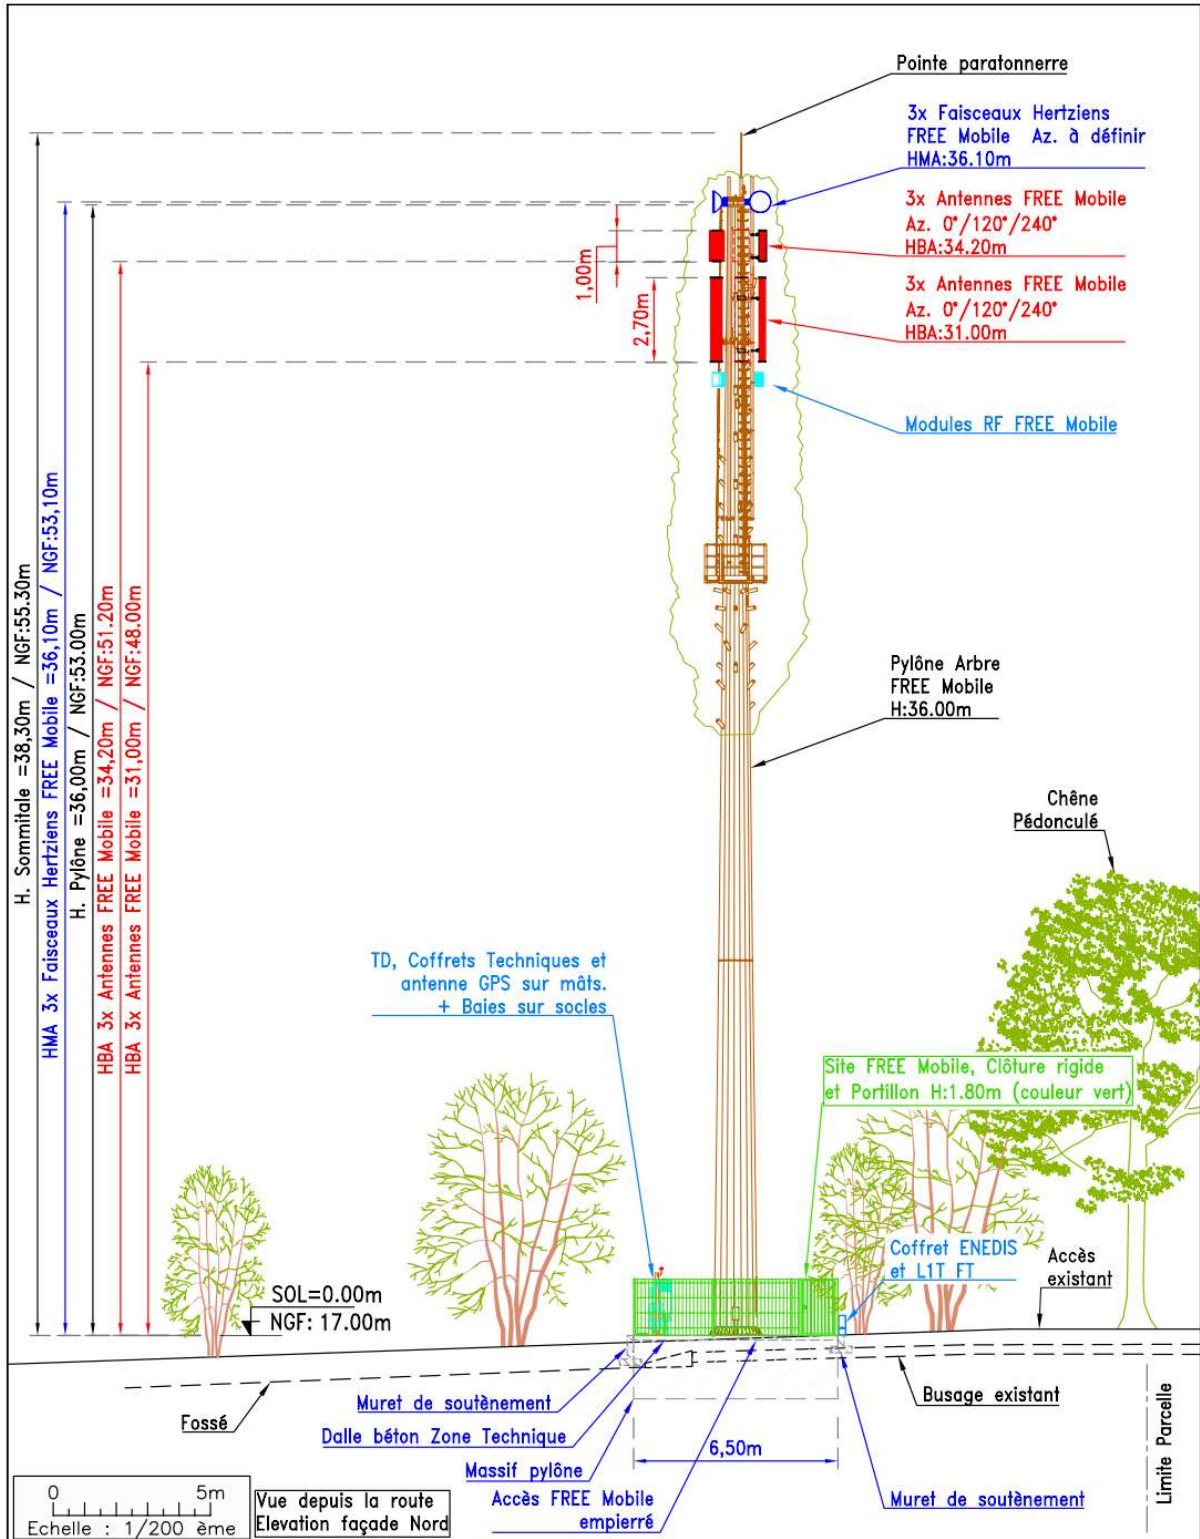 Pointe paratonnerre
3x Faisceaux Hertziens
FREE Mobile Az. à définir
HMA:36.10m
3x Antennes FREE Mobile
Az. 0°/120°/240°
HBA:34.20m
3x Antennes FREE Mobile
Az. 0°/120°/240°
HBA:31.00m
1,00m
2,70m
Modules RF FREE Mobile
H. Sommitale =38,30m / NGF:55.30m
HMA 3x Faisceaux Hertziens FREE Mobile =36,10m / NGF:53,10m
H. Pylône =36,00m / NGF:53.00m
HBA 3x Antennes FREE Mobile =34,20m / NGF:51.20m
HBA 3x Antennes FREE Mobile =31,00m / NGF:48.00m
Pylône Arbre
FREE Mobile
H:36.00m
Chêne
Pédonculé
TD, Coffrets Techniques et
antenne GPS sur mâts.
+ Baies sur socles
Site FREE Mobile, Clôture rigide
et Portillon H:1.80m (couleur vert)
Coffret ENEDIS
et L1T FT
Accès
existant
SOL=0.00m
NGF: 17.00m
Fossé
Muret de soutènement
Dalle béton Zone Technique
Massif pylône
Accès FREE Mobile
empierré
6,50m
Busage existant
Muret de soutènement
Limite Parcelle
0 5m
Echelle : 1/200 ème
Vue depuis la route
Elevation façade Nord